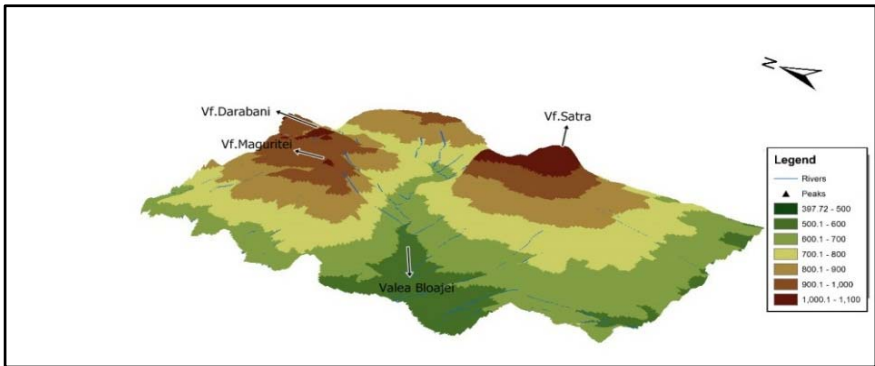 N
Vf.Darabani
Vf.Satra
Vf.Maguritei
Valea Bloajei
Legend
Rivers
Peaks
397.72 - 500
500.1 - 600
600.1 - 700
700.1 - 800
800.1 - 900
900.1 - 1,000
1,000.1 - 1,100